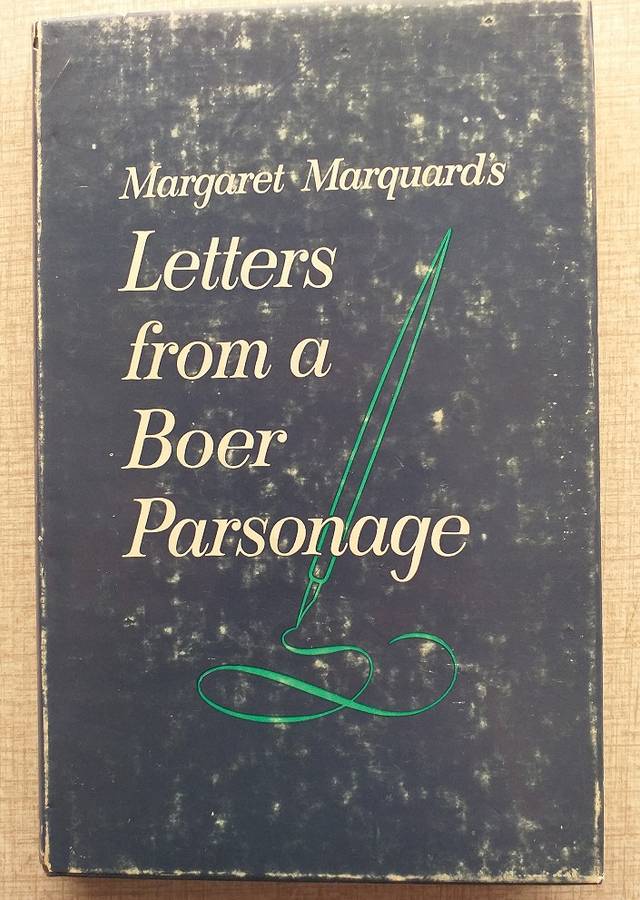 Margaret Marquard's
Letters
from a
Boer
Parsonage